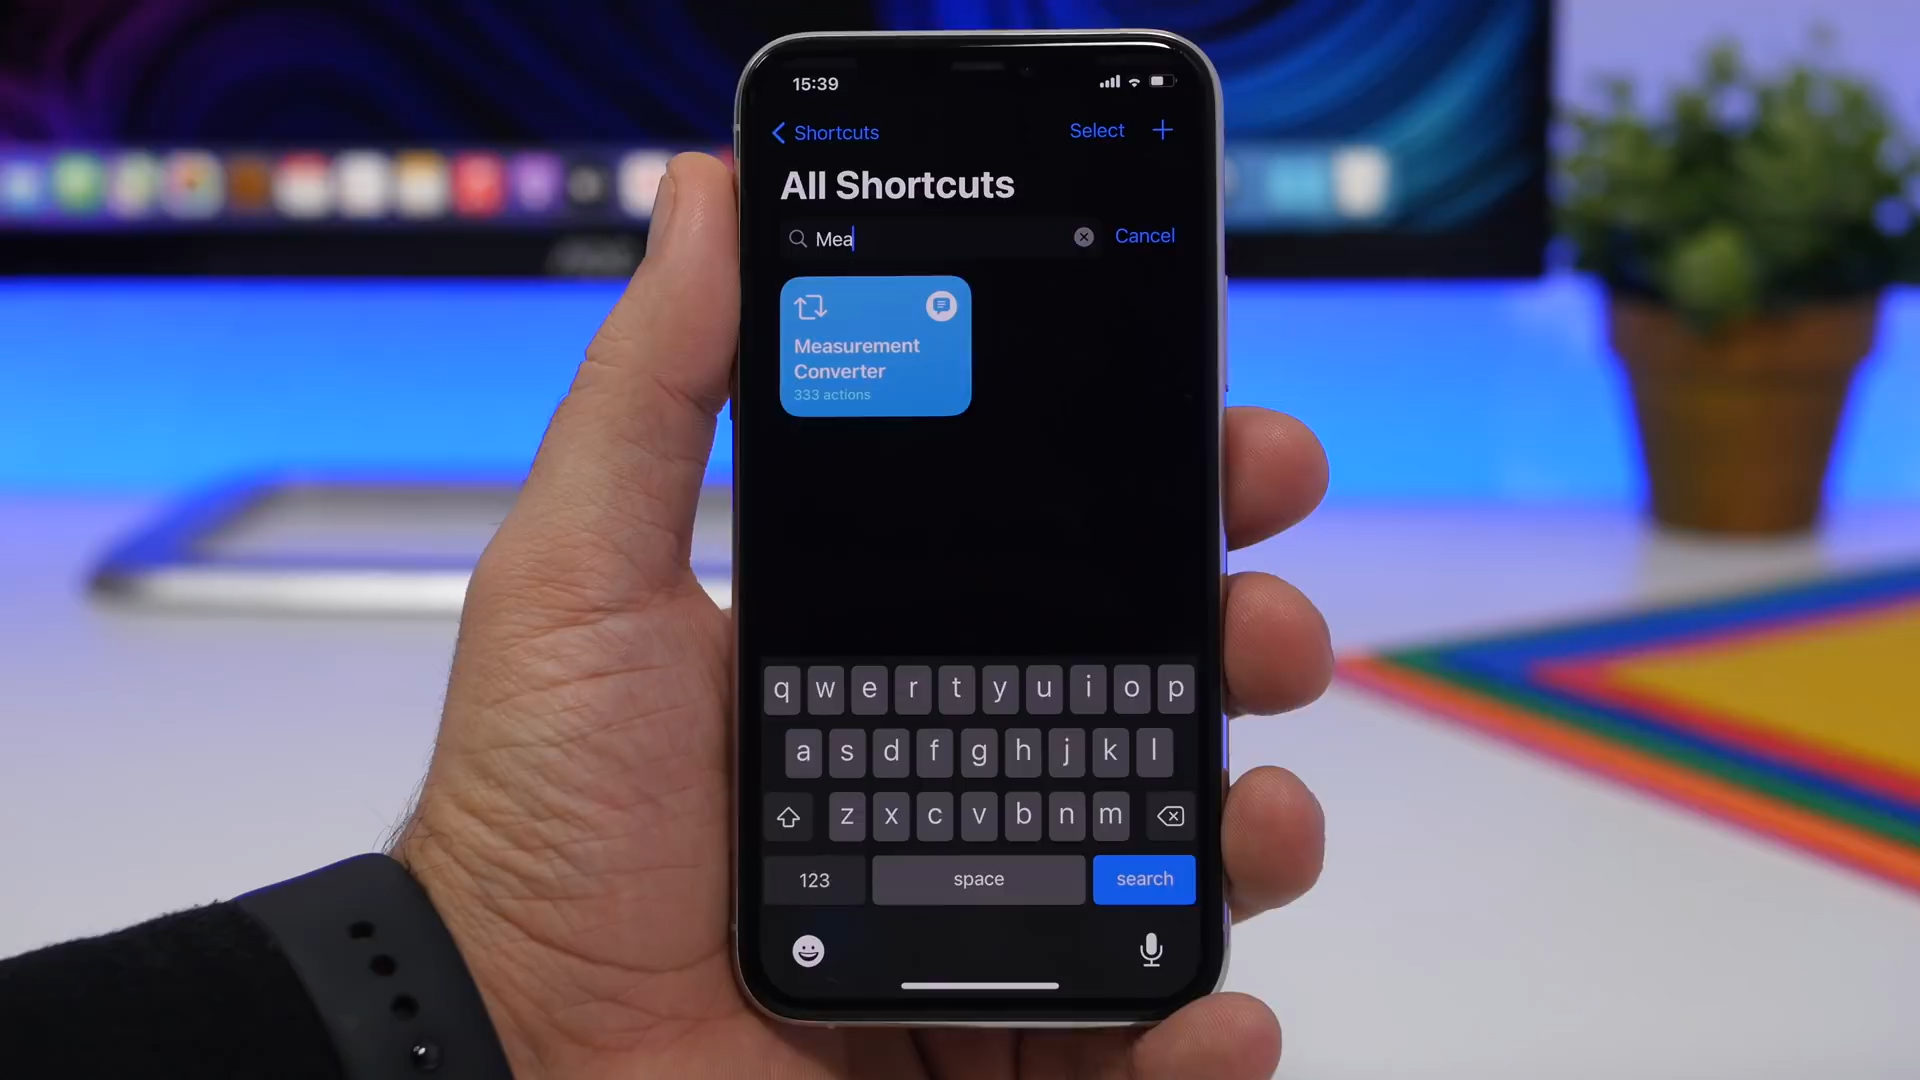 15:39
Shortcuts
Select
All Shortcuts
Mea
Cancel
Measurement
Converter
333 actions
q w e r t y u i o p
a s d f g h j k l
z x c v b n m
123
space
search